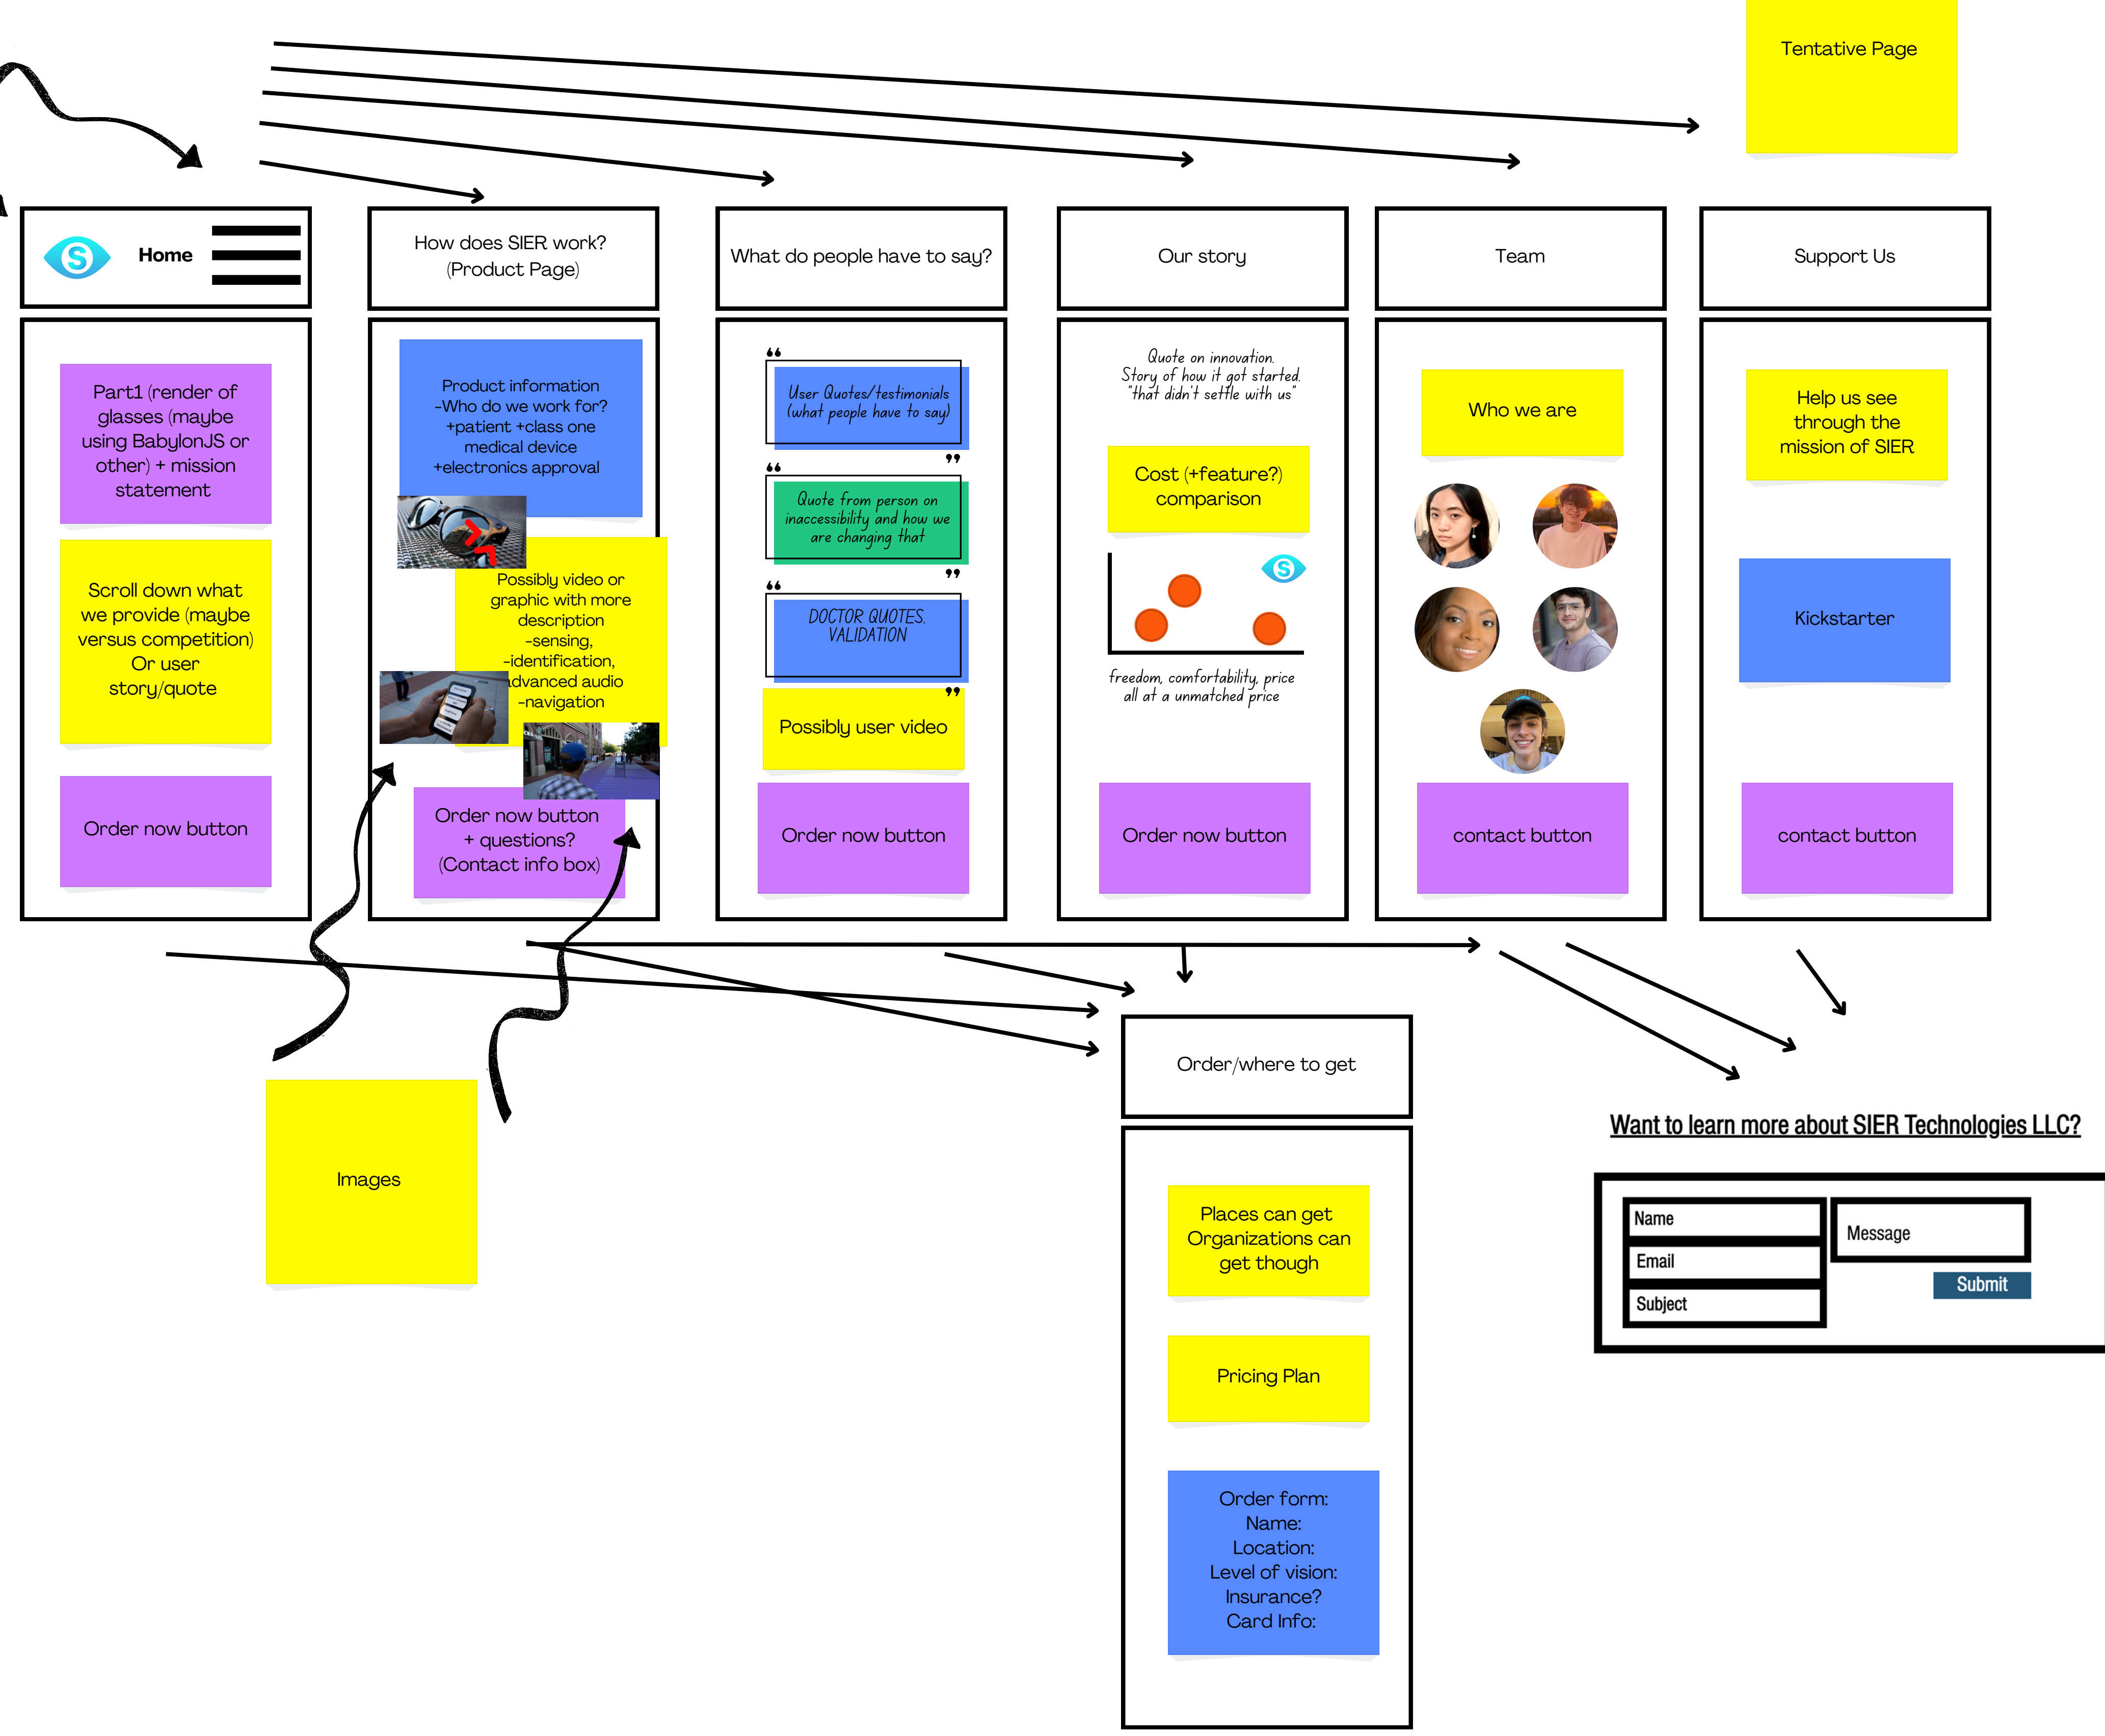 Tentative Page
S
Home
How does SIER work?
(Product Page)
What do people have to say?
Our story
Team
Support Us
Part1 (render of
glasses (maybe
using BabylonJS or
other) + mission
statement
Scroll down what
we provide (maybe
versus competition)
Or user
story/quote
Order now button
Product information
-Who do we work for?
+patient +class one
medical device
+electronics approval
Possibly video or
graphic with more
description
-sensing,
-identification,
advanced audio
-navigation
Order now button
+ questions?
(Contact info box)
“
User Quotes/testimonials
(what people have to say)
”
“
Quote from person on
inaccessibility and how we
are changing that
”
“
DOCTOR QUOTES.
VALIDATION
”
Possibly user video
Order now button
Quote on innovation.
Story of how it got started.
"that didn't settle with us"
Cost (+feature?)
comparison
S
freedom, comfortability, price
all at a unmatched price
Order now button
Who we are
contact button
Help us see
through the
mission of SIER
Kickstarter
contact button
Images
Order/where to get
Places can get
Organizations can
get though
Pricing Plan
Order form:
Name:
Location:
Level of vision:
Insurance?
Card Info:
Want to learn more about SIER Technologies LLC?
Name
Email
Subject
Message
Submit